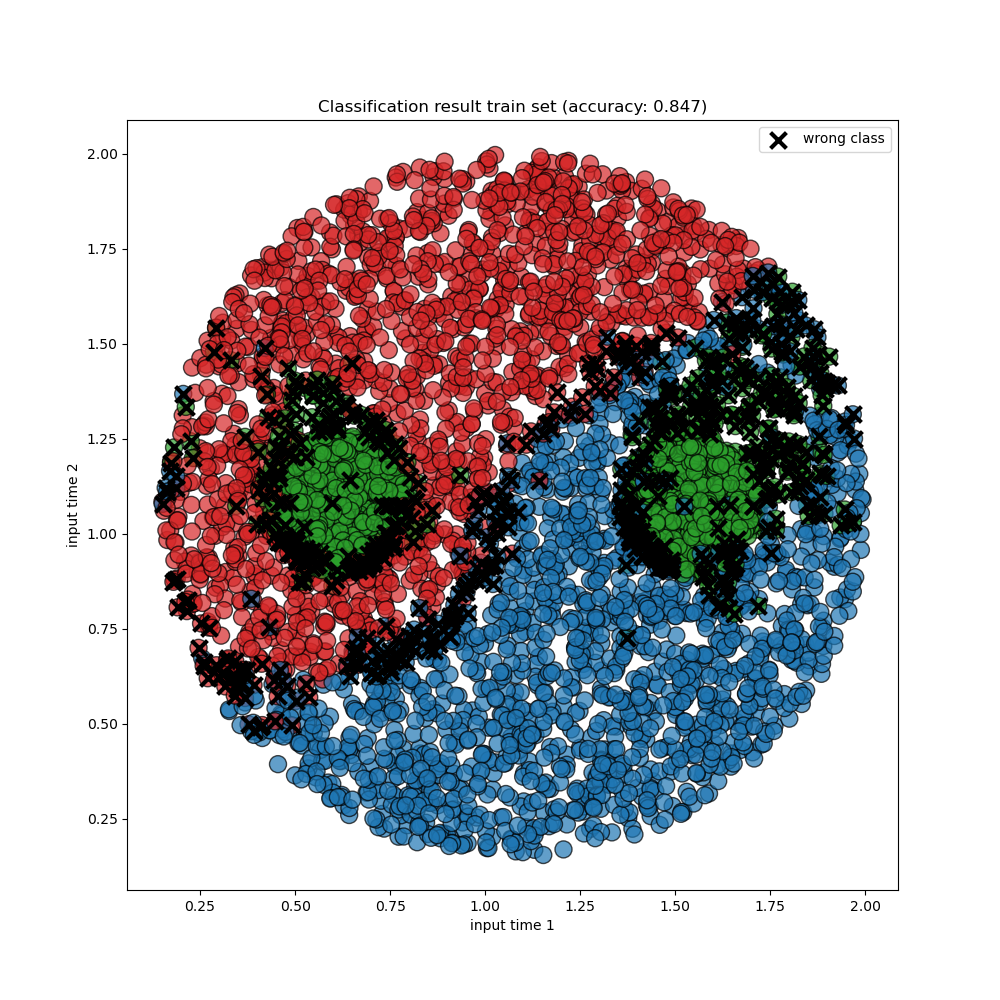 Classification result train set (accuracy: 0.847)
wrong class
2.00
1.75
1.50
1.25
1.00
0.75
0.50
0.25
input time 2
0.25 0.50 0.75 1.00 1.25 1.50 1.75 2.00
input time 1